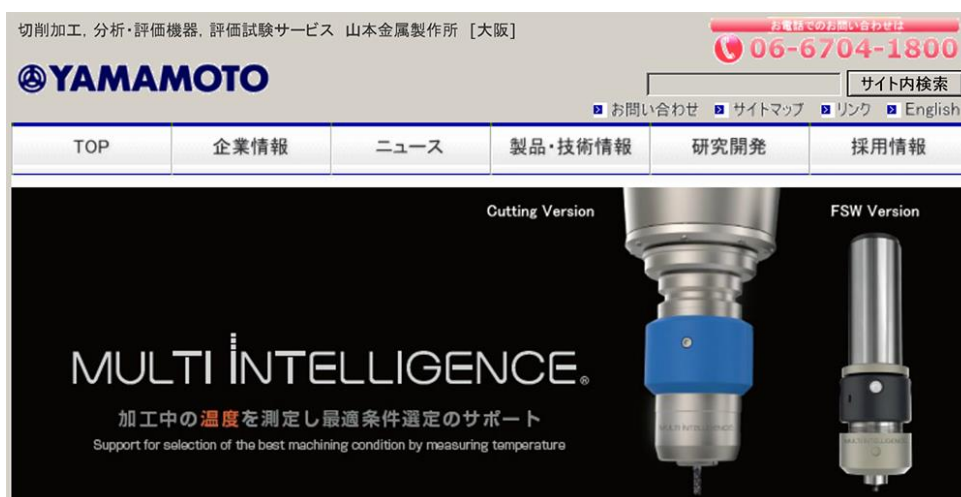 切削加工, 分析・評価機器, 評価試験サービス 山本金属製作所 [大阪]
お電話でのお問い合わせは
06-6704-1800
YAMAMOTO
サイト内検索
お問い合わせ サイトマップ リンク English
TOP 企業情報 ニュース 製品・技術情報 研究開発 採用情報
Cutting Version FSW Version
MULTI INTELLIGENCE®
加工中の温度を測定し最適条件選定のサポート
Support for selection of the best machining condition by measuring temperature
MULTI INTELLIGENCE
MULTI INTELLIGENCE